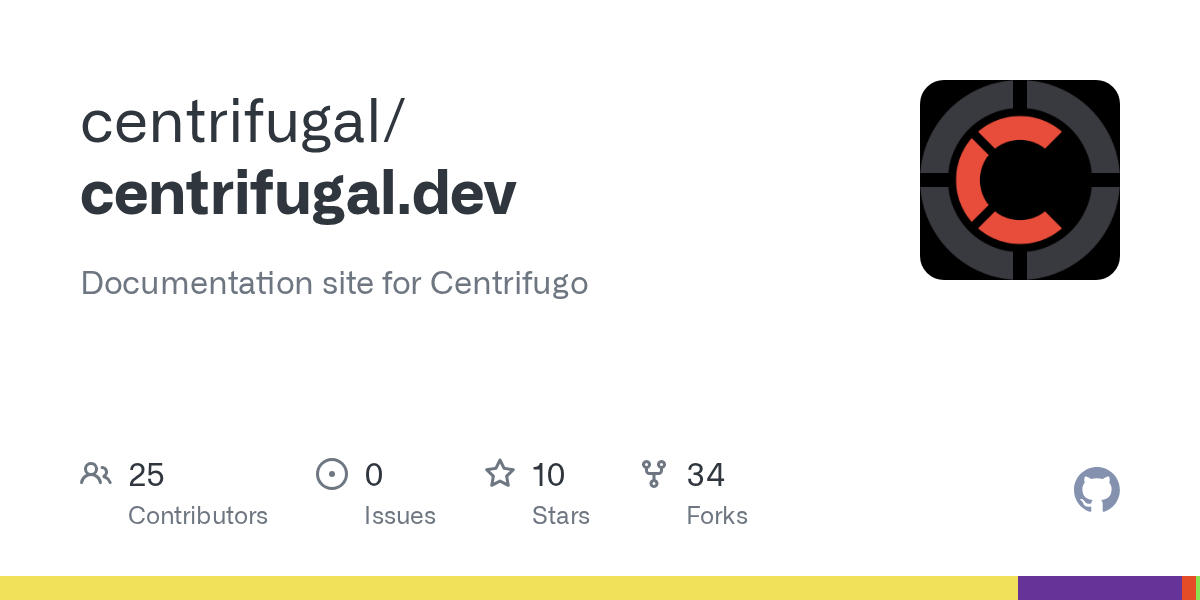 centrifugal/
centrifugal.dev
Documentation site for Centrifugo
25 0 10 34
Contributors Issues Stars Forks